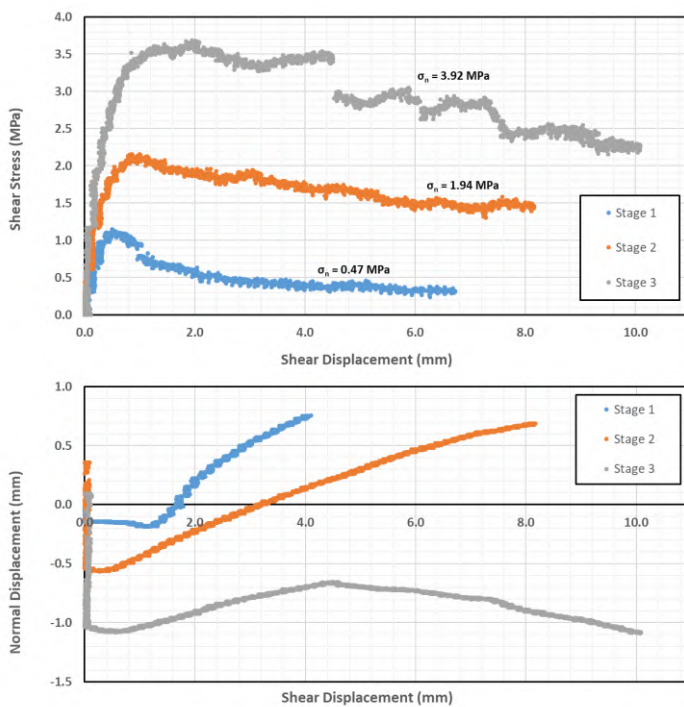 4.0
3.5
3.0
2.5
2.0
1.5
1.0
0.5
0.0
Shear Stress (MPa)
σn = 3.92 MPa
σn = 1.94 MPa
σn = 0.47 MPa
Stage 1
Stage 2
Stage 3
0.0 2.0 4.0 6.0 8.0 10.0
Shear Displacement (mm)
1.0
0.5
0.0
-0.5
-1.0
-1.5
Normal Displacement (mm)
Stage 1
Stage 2
Stage 3
0.0 2.0 4.0 6.0 8.0 10.0
Shear Displacement (mm)